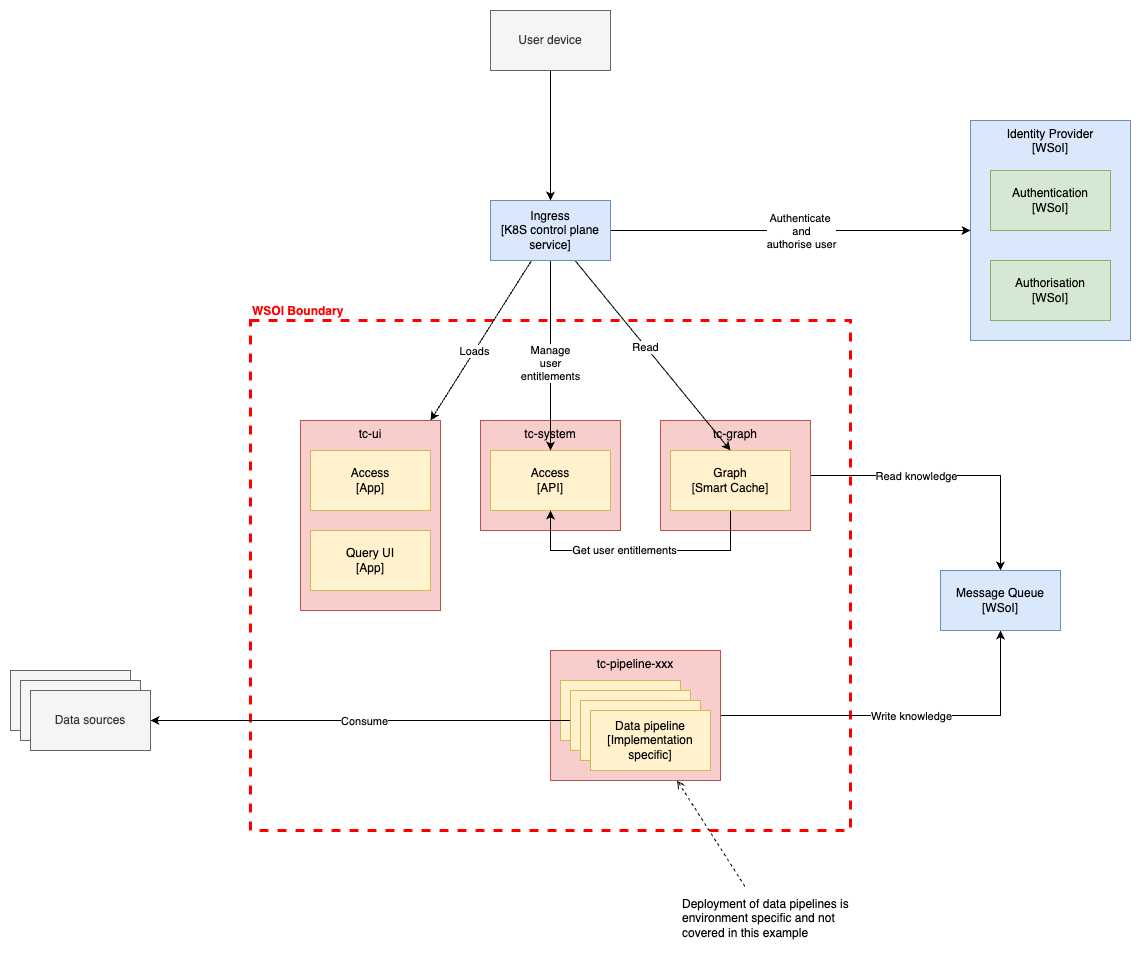 User device
Identity Provider
[WSoI]
Authentication
[WSoI]
Authorisation
[WSoI]
Ingress
[K8S control plane
service]
Authenticate
and
authorise user
WSOI Boundary
Loads
Manage
user
entitlements
Read
tc-ui
Access
[App]
Query UI
[App]
tc-system
Access
[API]
tc-graph
Graph
[Smart Cache]
Get user entitlements
Read knowledge
Message Queue
[WSoI]
tc-pipeline-xxx
Data pipeline
[Implementation
specific]
Write knowledge
Consume
Data sources
Deployment of data pipelines is
environment specific and not
covered in this example